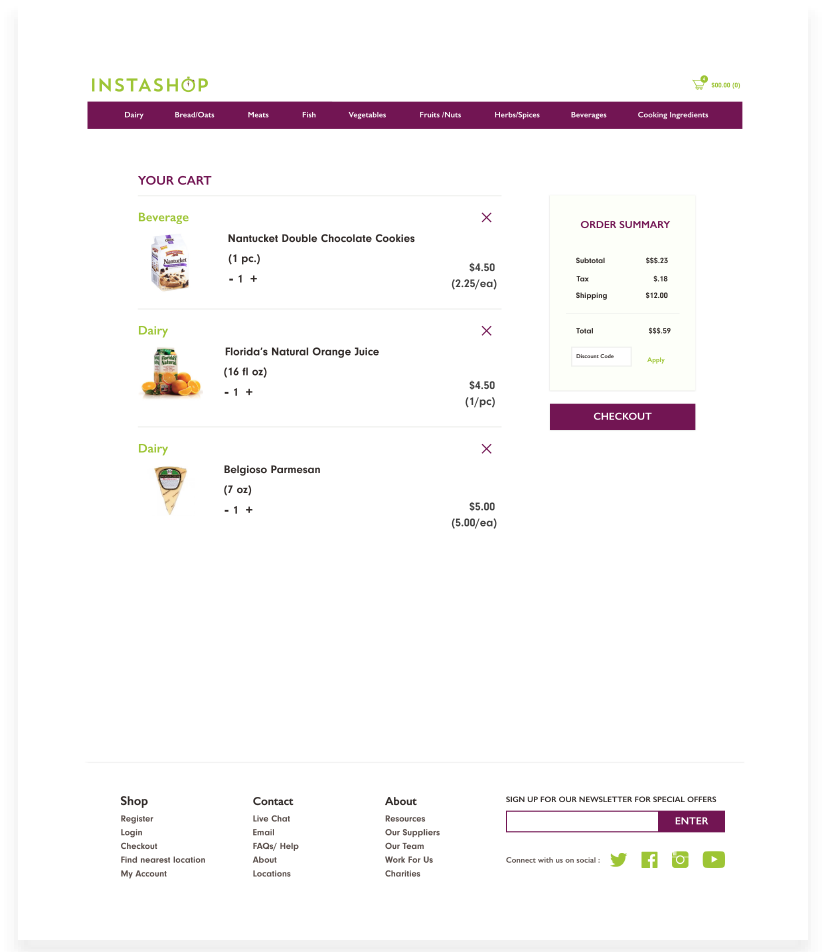 INSTASHOP
$00.00 (0)
Dairy Bread/Oats Meats Fish Vegetables Fruits /Nuts Herbs/Spices Beverages Cooking Ingredients
YOUR CART
Beverage
Nantucket
Nantucket Double Chocolate Cookies
(1 pc.)
- 1 +
$4.50
(2.25/ea)
Dairy
Florida's Natural
Florida's Natural Orange Juice
(16 fl oz)
- 1 +
$4.50
(1/pc)
Dairy
Belgioso Parmesan
(7 oz)
- 1 +
$5.00
(5.00/ea)
ORDER SUMMARY
Subtotal $$$.23
Tax $.18
Shipping $12.00
Total $$$.59
Discount Code Apply
CHECKOUT
Shop
Register
Login
Checkout
Find nearest location
My Account
Contact
Live Chat
Email
FAQs/ Help
About
Locations
About
Resources
Our Suppliers
Our Team
Work For Us
Charities
SIGN UP FOR OUR NEWSLETTER FOR SPECIAL OFFERS
ENTER
Connect with us on social :